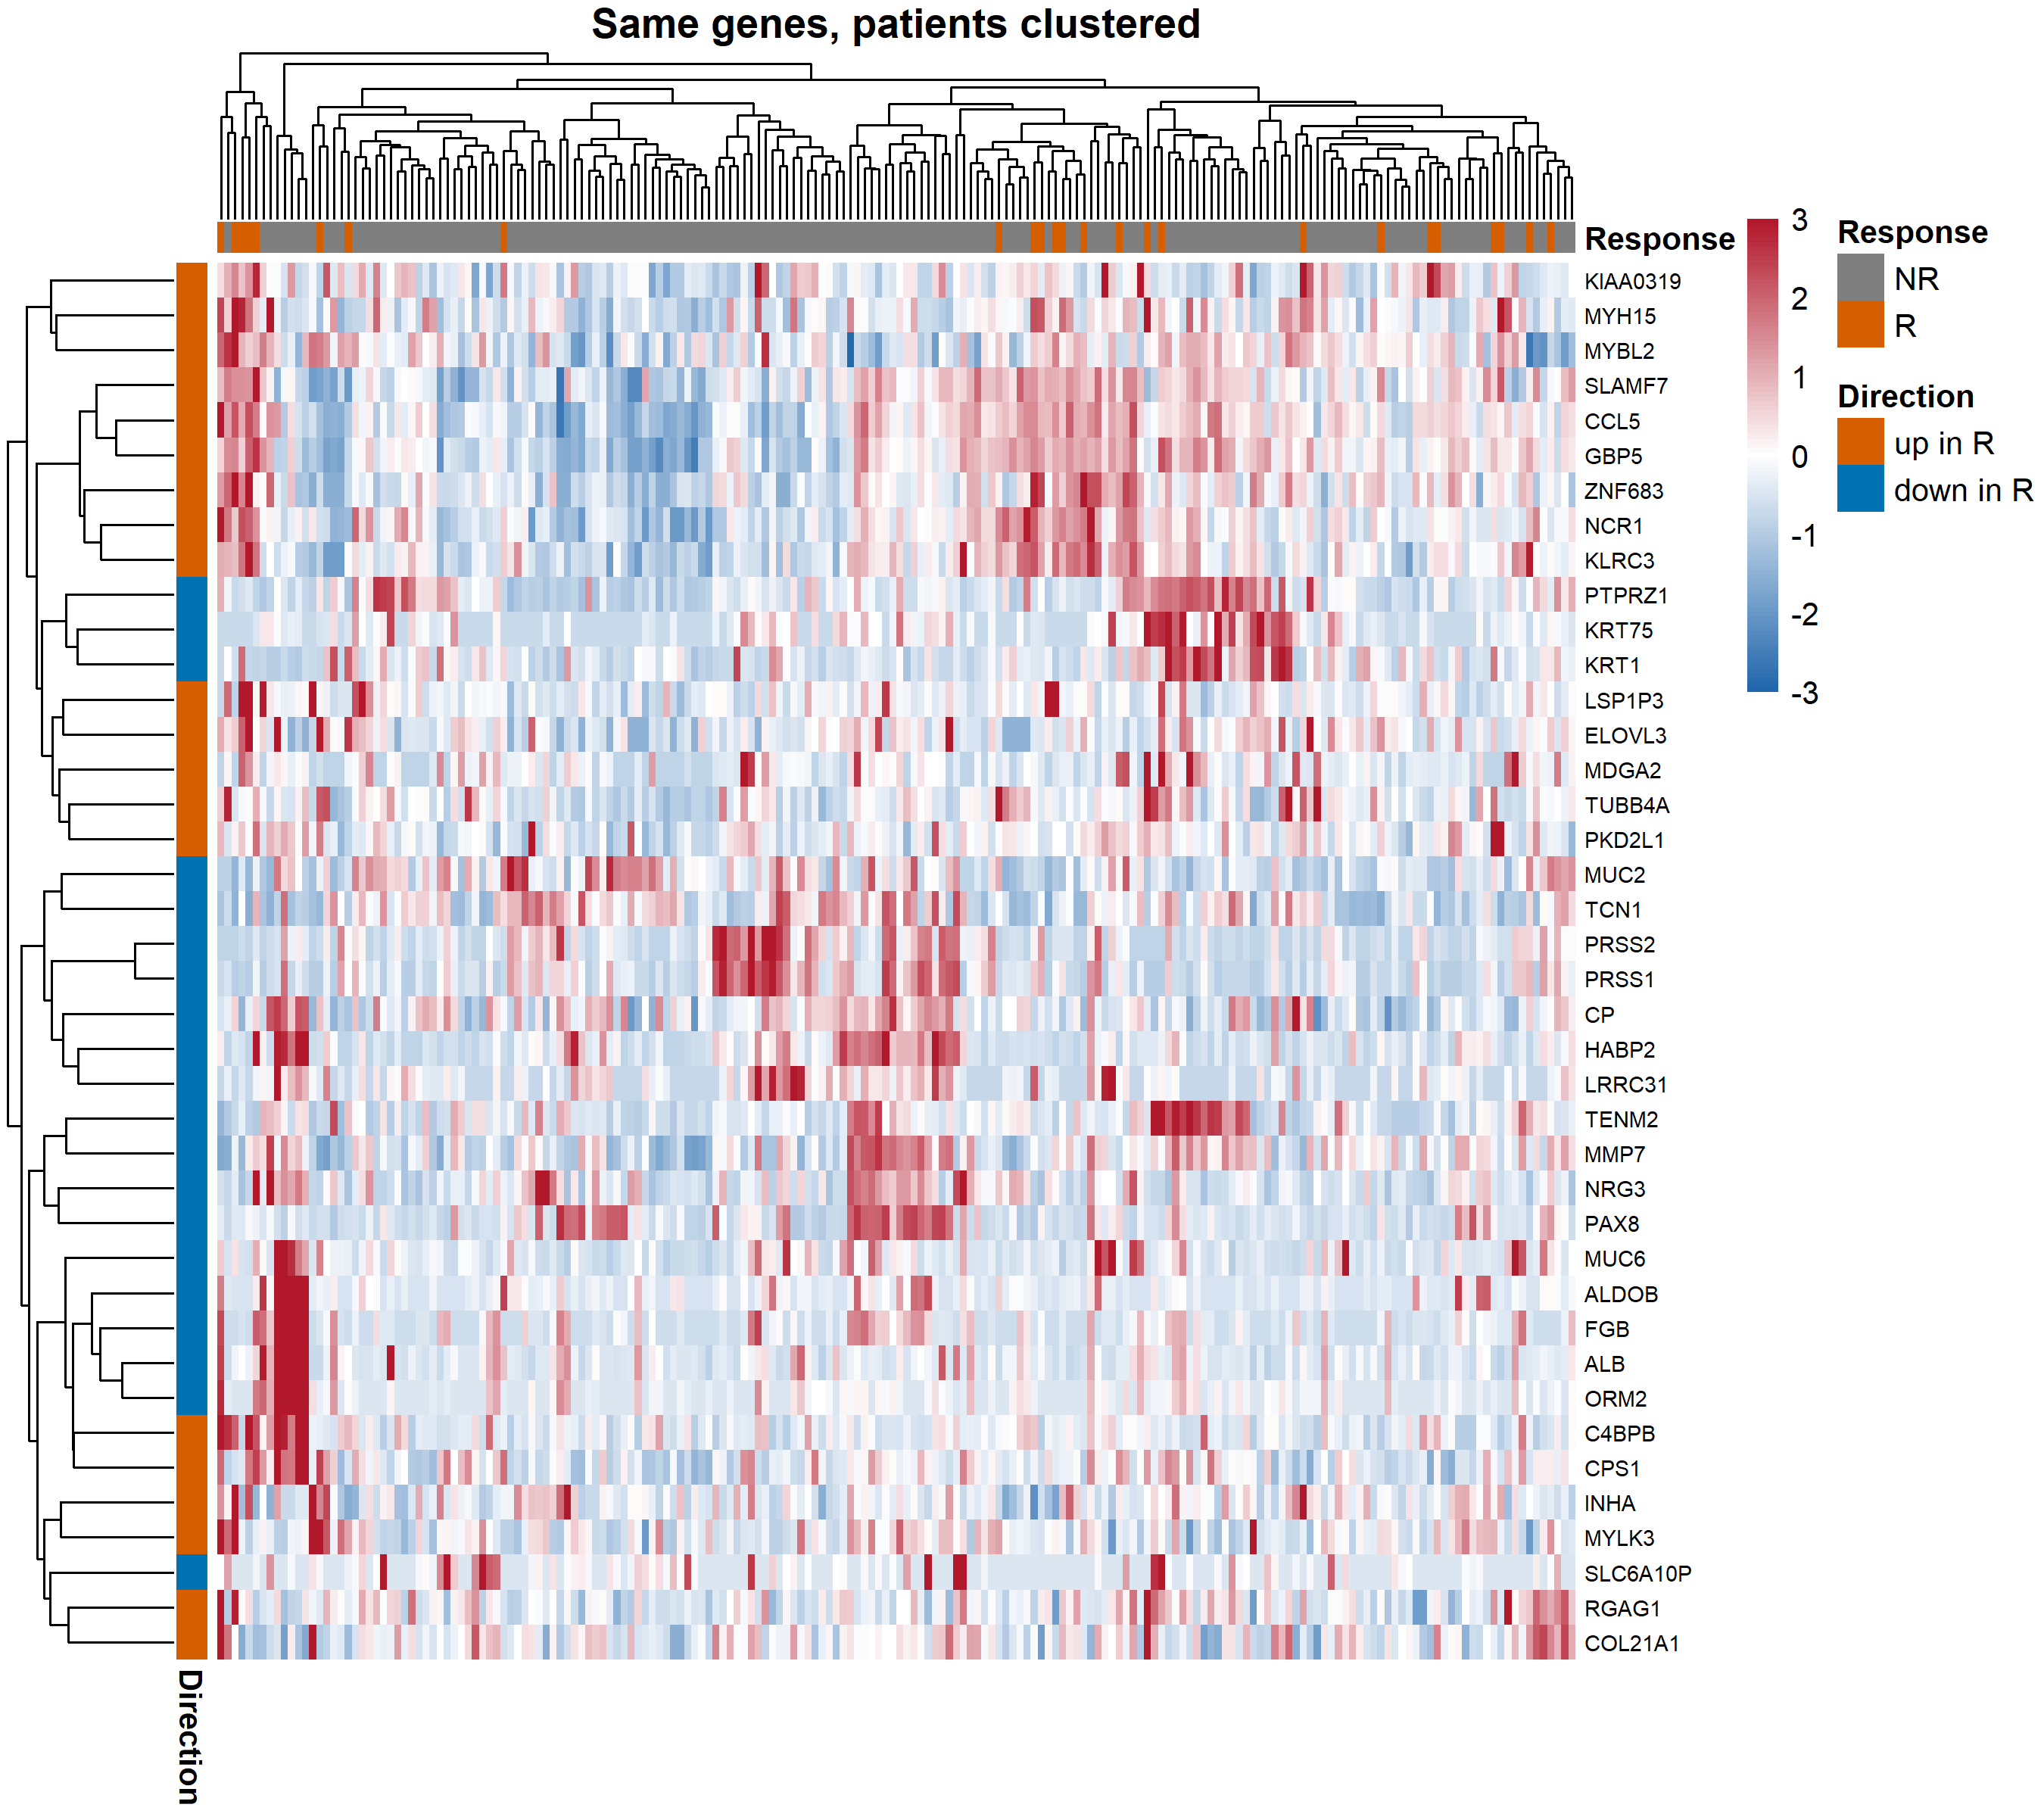 Same genes, patients clustered
Response
3
2
1
0
-1
-2
-3
Response
NR
R
Direction
up in R
down in R
KIAA0319
MYH15
MYBL2
SLAMF7
CCL5
GBP5
ZNF683
NCR1
KLRC3
PTPRZ1
KRT75
KRT1
LSP1P3
ELOVL3
MDGA2
TUBB4A
PKD2L1
MUC2
TCN1
PRSS2
PRSS1
CP
HABP2
LRRC31
TENM2
MMP7
NRG3
PAX8
MUC6
ALDOB
FGB
ALB
ORM2
C4BPB
CPS1
INHA
MYLK3
SLC6A10P
RGAG1
COL21A1
Direction